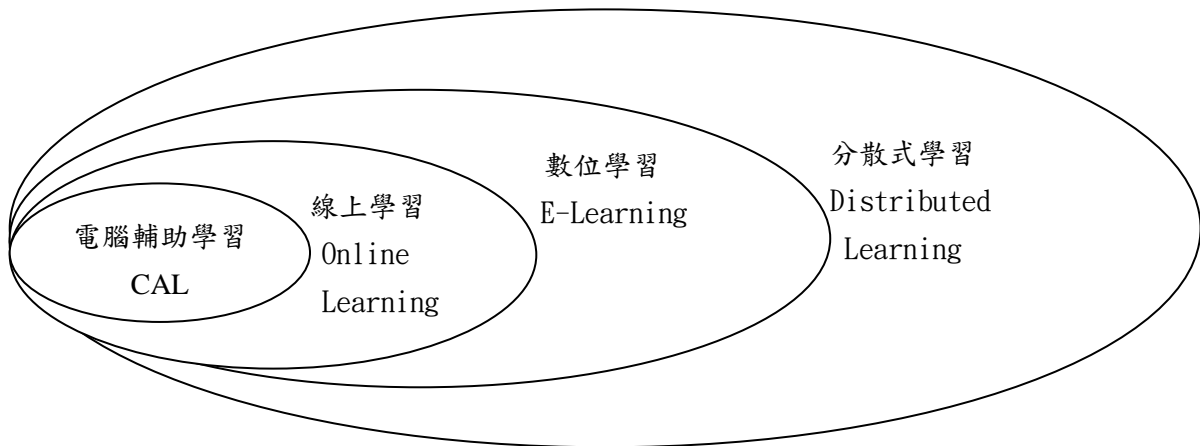 電腦輔助學習
CAL
線上學習
Online
Learning
數位學習
E-Learning
分散式學習
Distributed
Learning